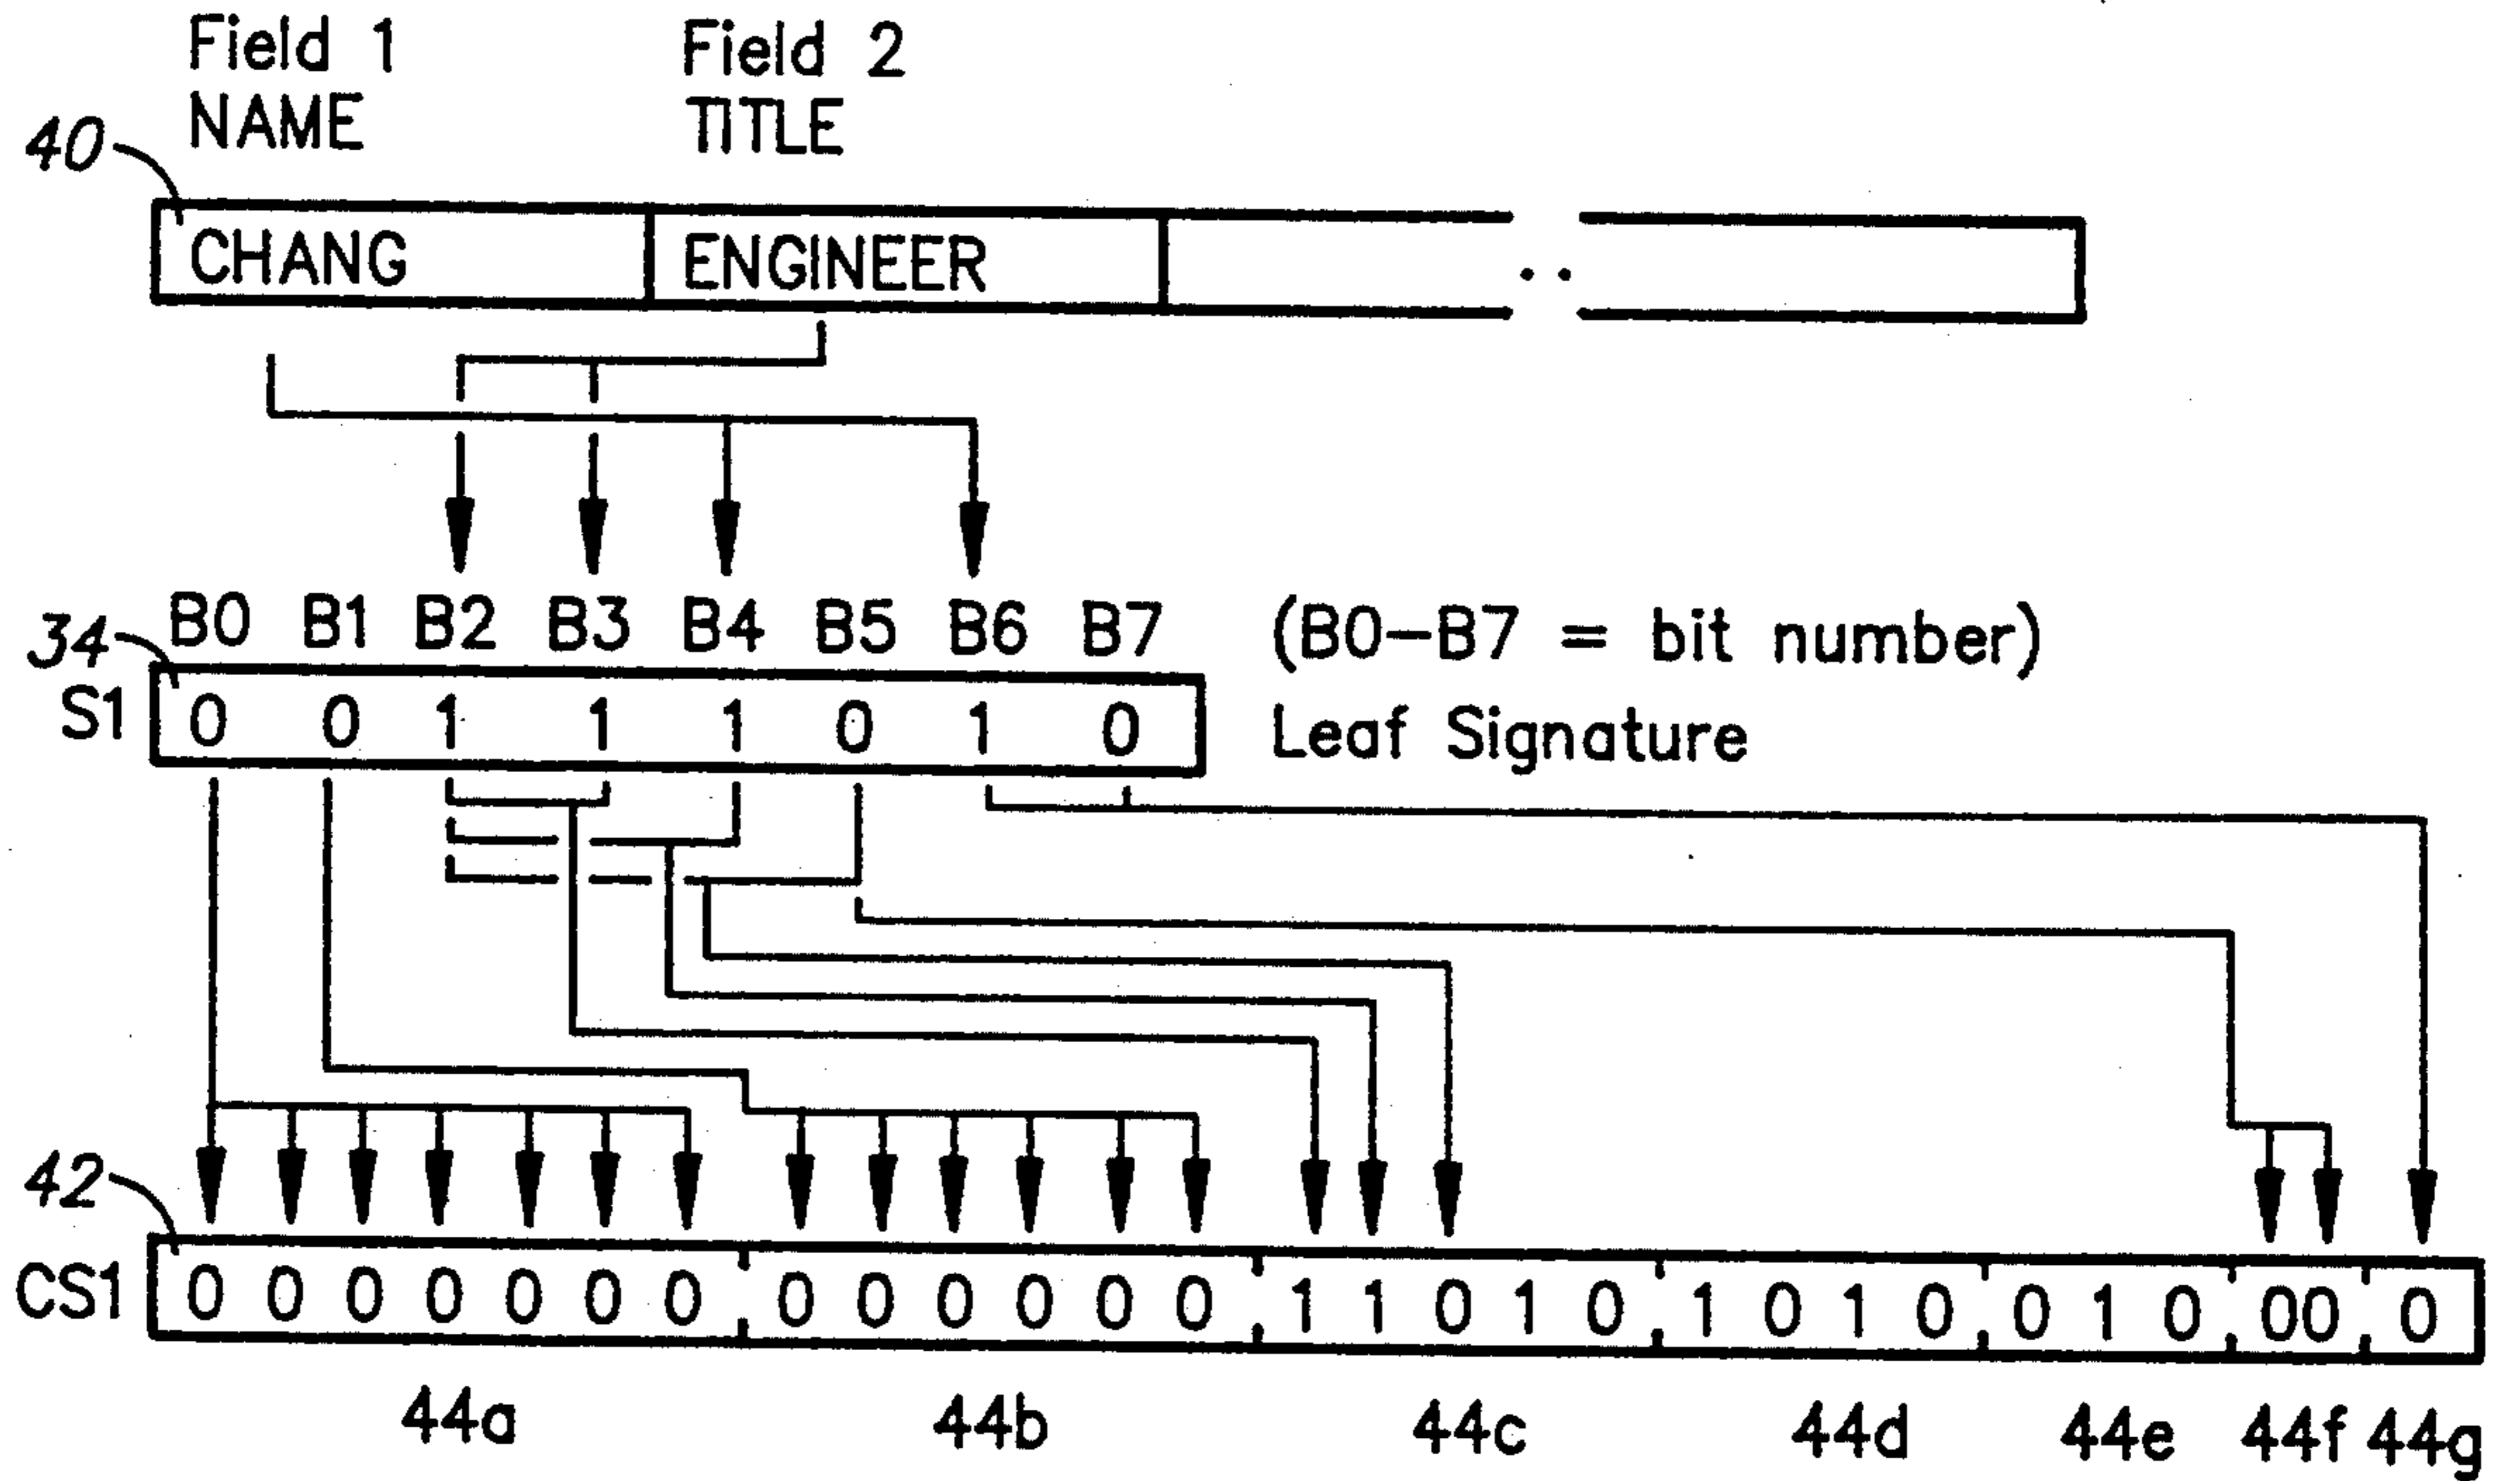 Field 1 Field 2
NAME TITLE
40
CHANG ENGINEER ..
B0 B1 B2 B3 B4 B5 B6 B7 (B0-B7 = bit number)
34
S1 0 0 1 1 1 0 1 0 Leaf Signature
42
CS1 0 0 0 0 0 0 0 0 0 0 0 0 0 1 1 0 1 0 1 0 1 0 0 1 0 00 0
44a 44b 44c 44d 44e 44f 44g